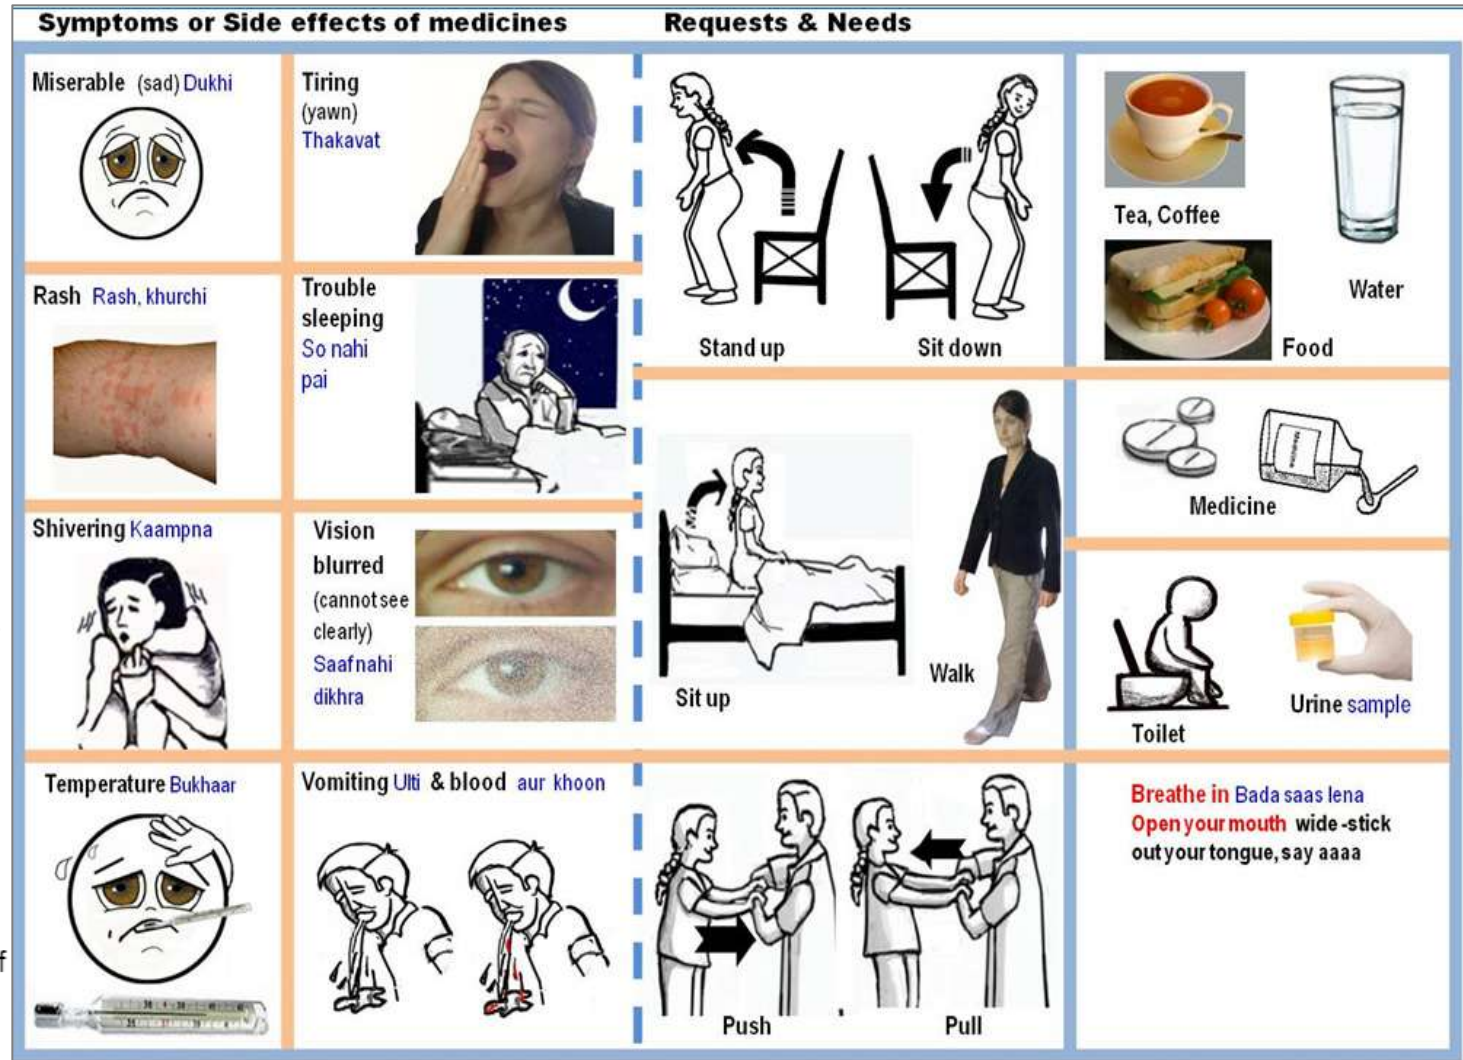 Symptoms or Side effects of medicines
Requests & Needs
Miserable (sad) Dukhi
Tiring
(yawn)
Thakavat
Rash Rash, khurchi
Trouble
sleeping
So nahi
pai
Shivering Kaampna
Vision
blurred
(cannot see
clearly)
Saaf nahi
dikhra
Temperature Bukhaar
Vomiting Ulti & blood aur khoon
f
Stand up
Sit down
Sit up
Walk
Push
Pull
Tea, Coffee
Water
Food
Medicine
Medicine
Toilet
Urine sample
Breathe in Bada saas lena
Open your mouth wide -stick
out your tongue, say aaaa